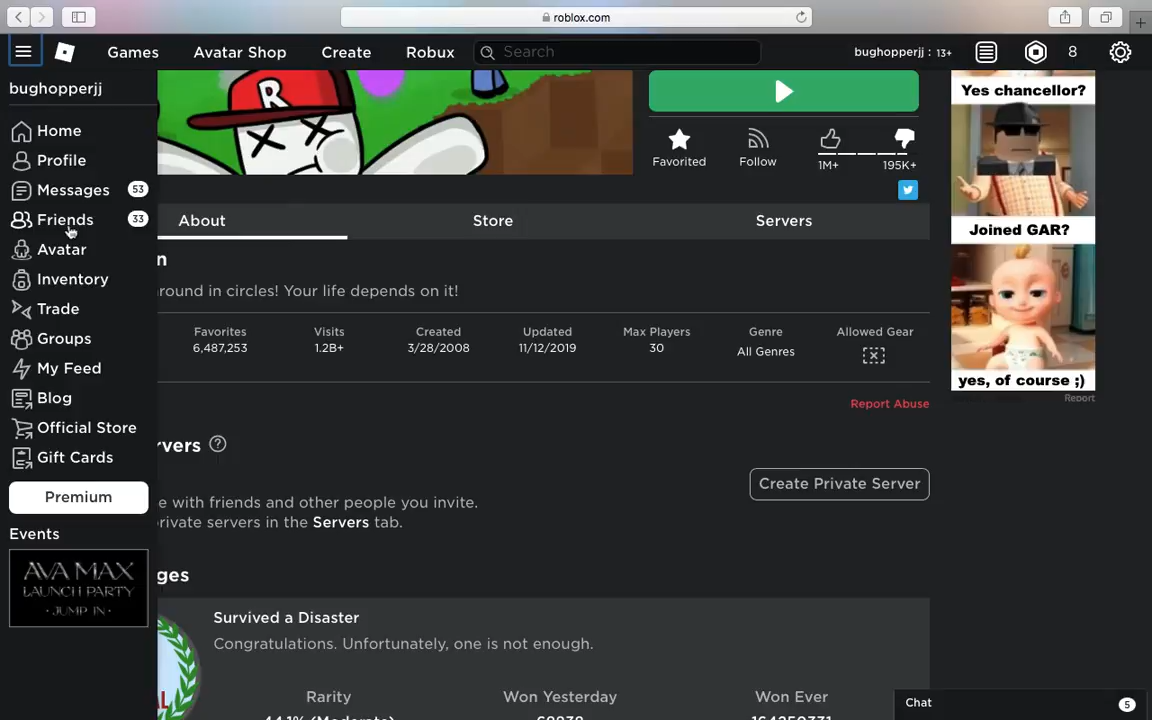 roblox.com
Games
Avatar Shop
Create
Robux
Search
bughopperjj : 13+
8
bughopperjj
Home
Profile
Messages 53
Friends 33
Avatar
Inventory
Trade
Groups
My Feed
Blog
Official Store
Gift Cards
Premium
Events
AVA MAX
LAUNCH PARTY
· JUMP IN ·
R
Favorited
Follow
1M+
195K+
About
Store
Servers
n
round in circles! Your life depends on it!
Favorites
6,487,253
Visits
1.2B+
Created
3/28/2008
Updated
11/12/2019
Max Players
30
Genre
All Genres
Allowed Gear
Report Abuse
rvers
Create Private Server
e with friends and other people you invite.
rivate servers in the Servers tab.
ges
Survived a Disaster
Congratulations. Unfortunately, one is not enough.
Rarity
Won Yesterday
Won Ever
Yes chancellor?
Joined GAR?
yes, of course ;)
Report
Chat
5